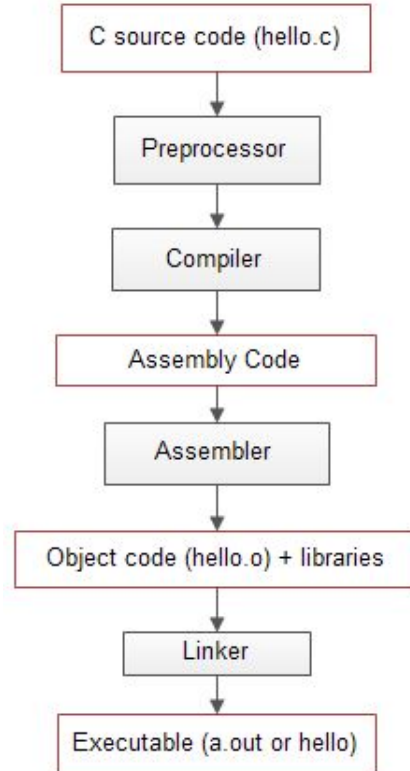 C source code (hello.c)
Preprocessor
Compiler
Assembly Code
Assembler
Object code (hello.o) + libraries
Linker
Executable (a.out or hello)